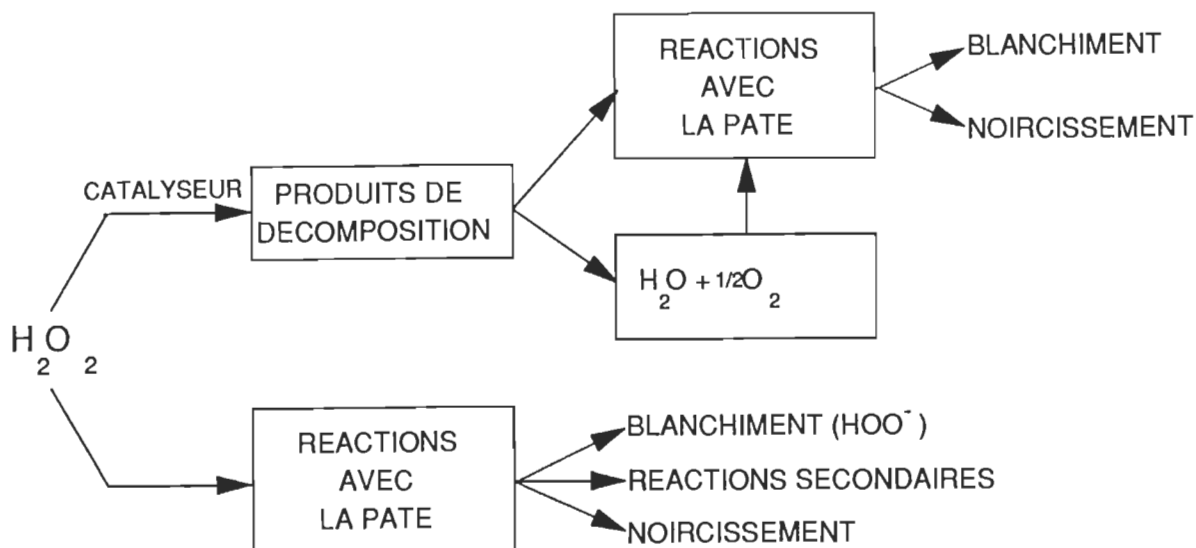 REACTIONS
AVEC
LA PATE
BLANCHIMENT
NOIRCISSEMENT
CATALYSEUR
PRODUITS DE
DECOMPOSITION
H₂O + 1/2O₂
H₂O₂
REACTIONS
AVEC
LA PATE
BLANCHIMENT (HOO⁻)
REACTIONS SECONDAIRES
NOIRCISSEMENT